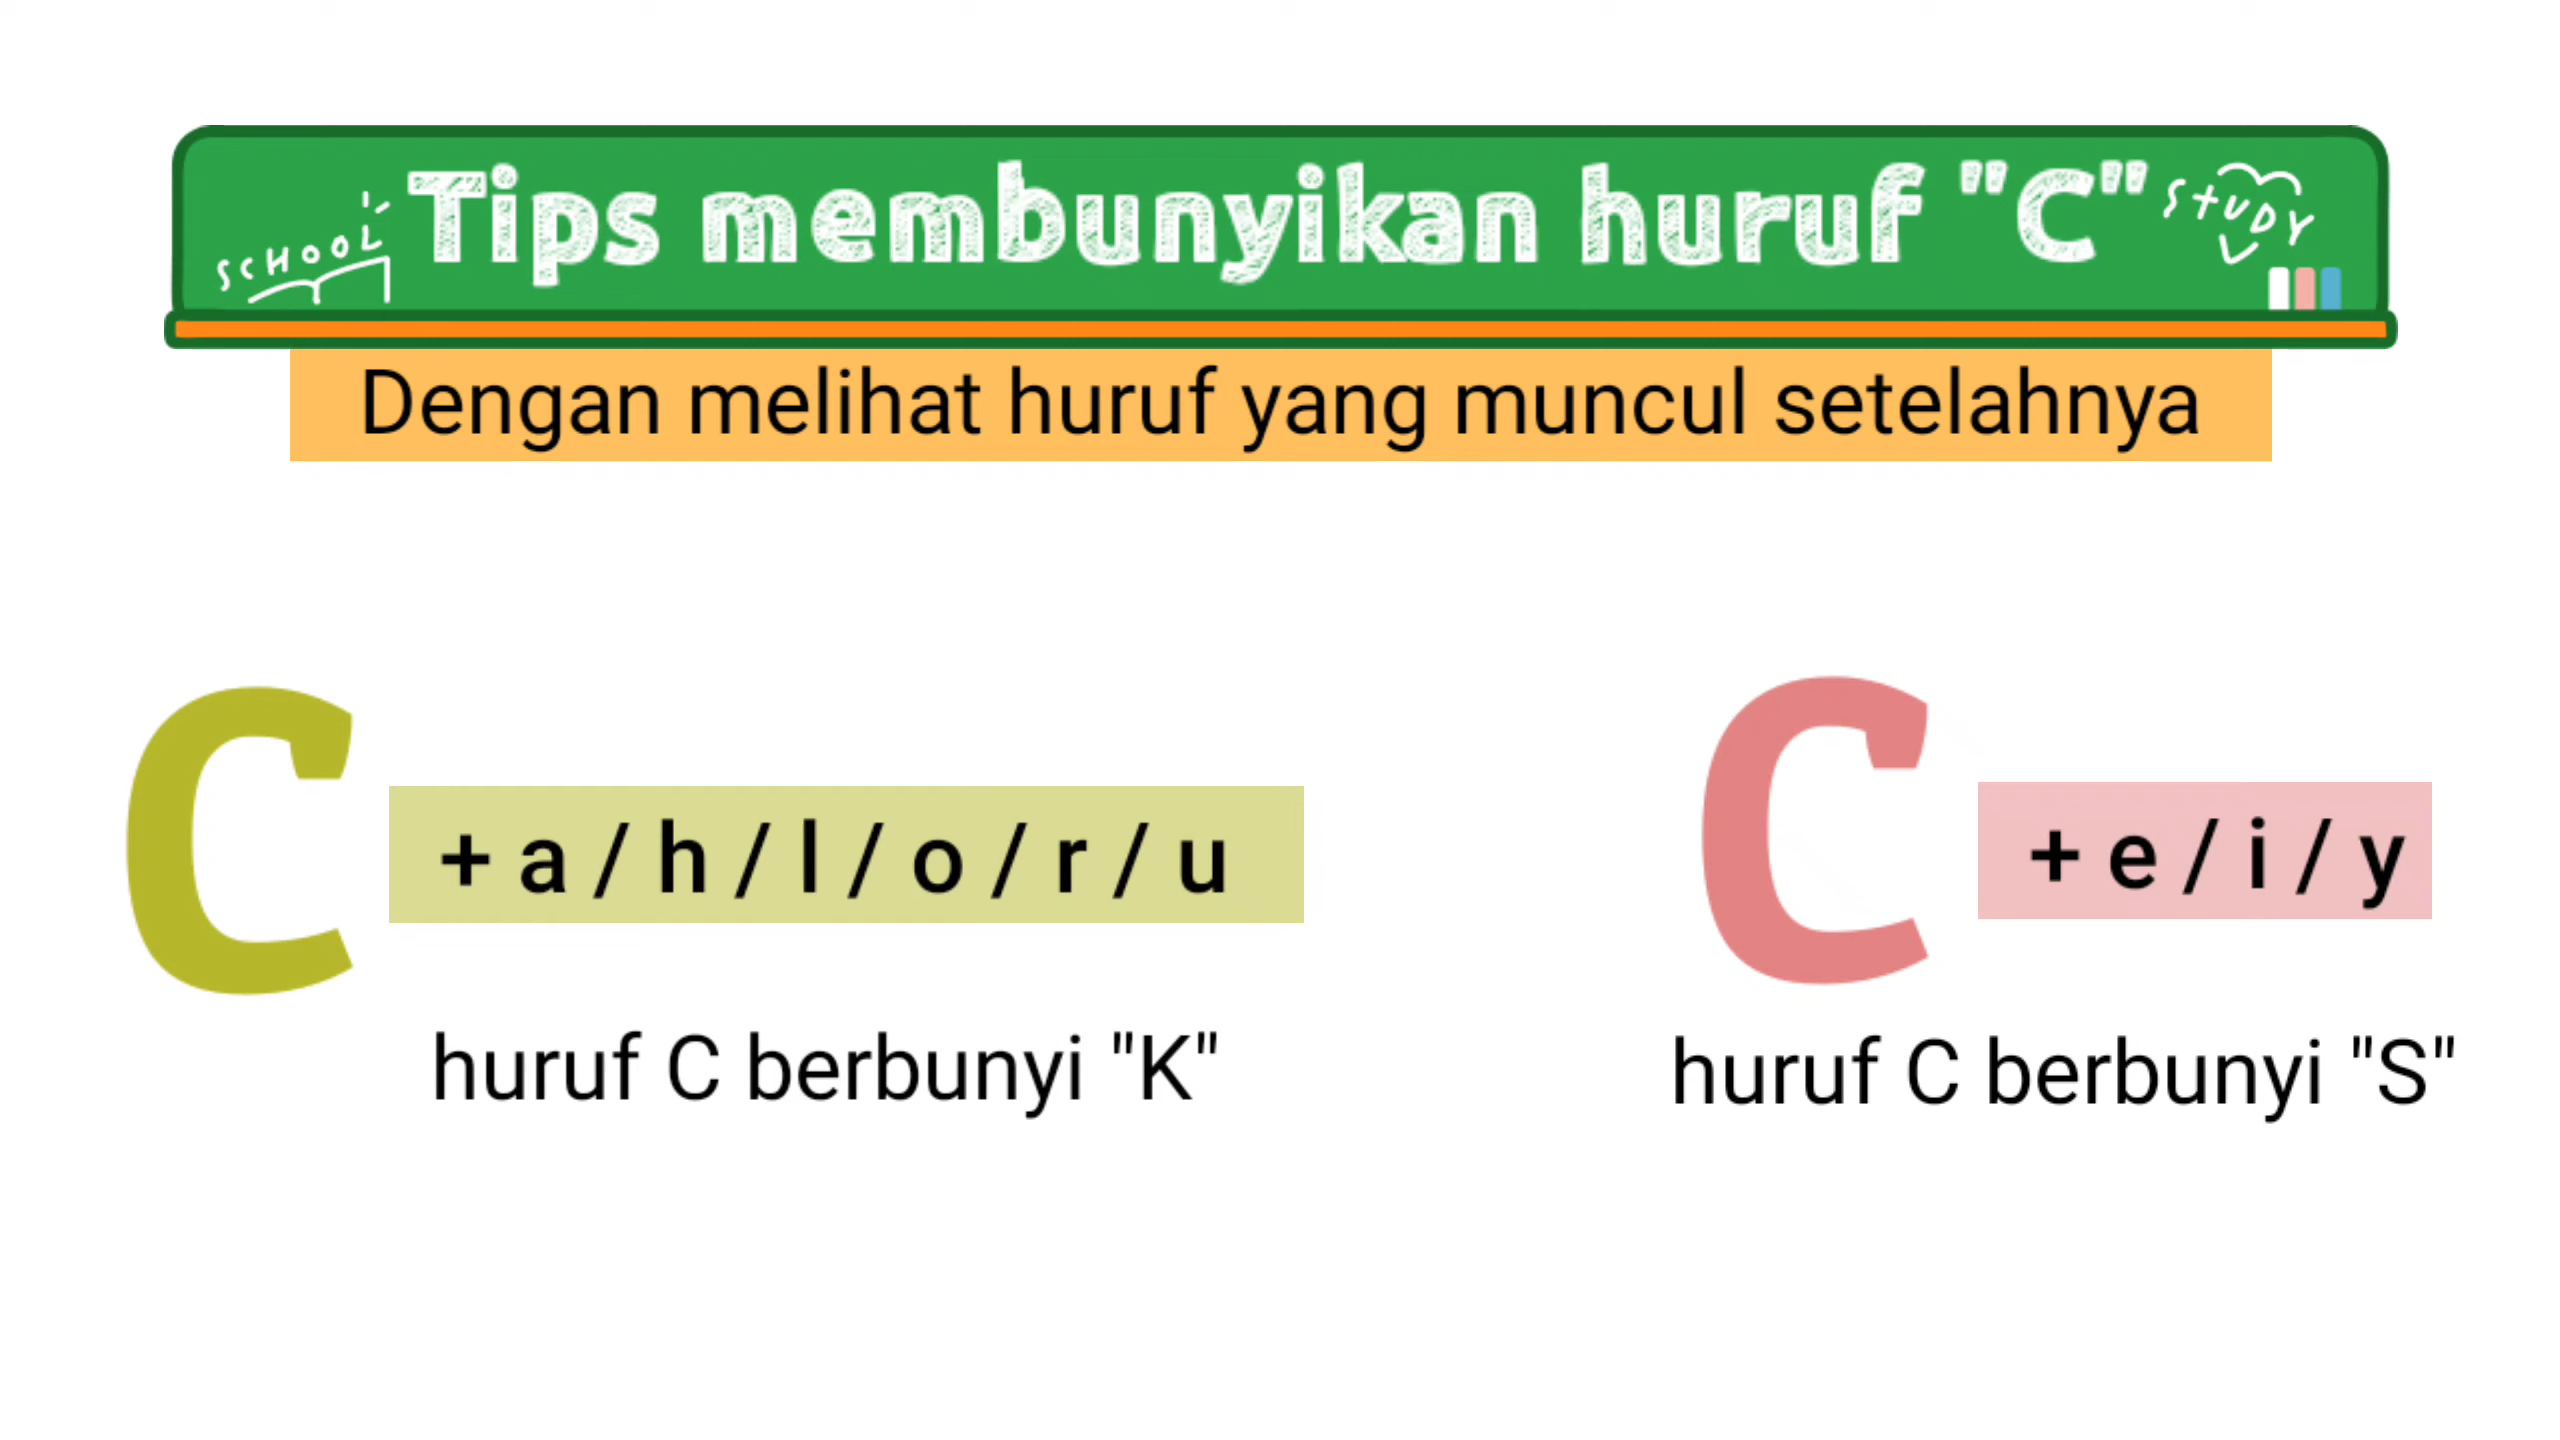 SCHOOL
Tips membunyikan huruf "C"
STUDY
Dengan melihat huruf yang muncul setelahnya
C + a / h / l / o / r / u
huruf C berbunyi "K"
C + e / i / y
huruf C berbunyi "S"